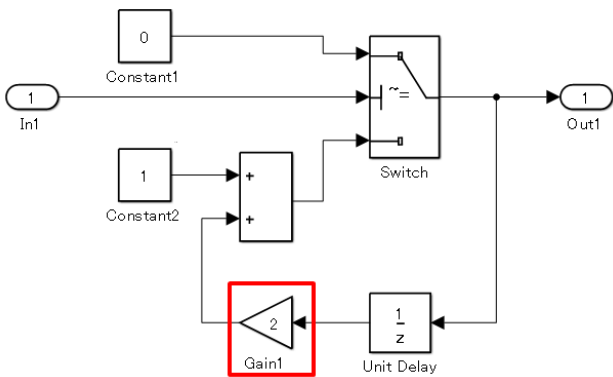 0
Constant1
1
In1
~=
1
Out1
Switch
1
Constant2
+
+
2
Gain1
1
z
Unit Delay